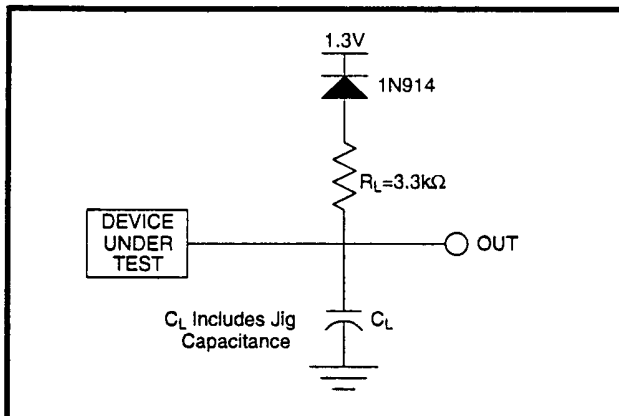 1.3V
1N914
R_L=3.3kΩ
DEVICE
UNDER
TEST
OUT
C_L Includes Jig
Capacitance
C_L